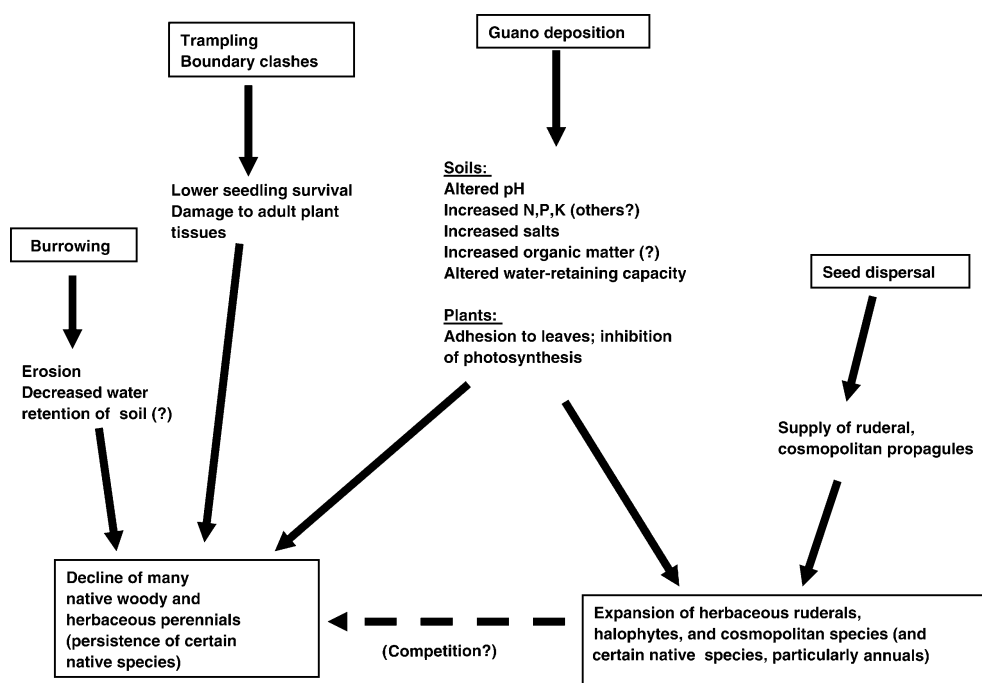 Trampling
Boundary clashes
Guano deposition
Lower seedling survival
Damage to adult plant
tissues
Soils:
Altered pH
Increased N,P,K (others?)
Increased salts
Increased organic matter (?)
Altered water-retaining capacity
Plants:
Adhesion to leaves; inhibition
of photosynthesis
Burrowing
Seed dispersal
Erosion
Decreased water
retention of soil (?)
Supply of ruderal,
cosmopolitan propagules
Decline of many
native woody and
herbaceous perennials
(persistence of certain
native species)
(Competition?)
Expansion of herbaceous ruderals,
halophytes, and cosmopolitan species (and
certain native species, particularly annuals)